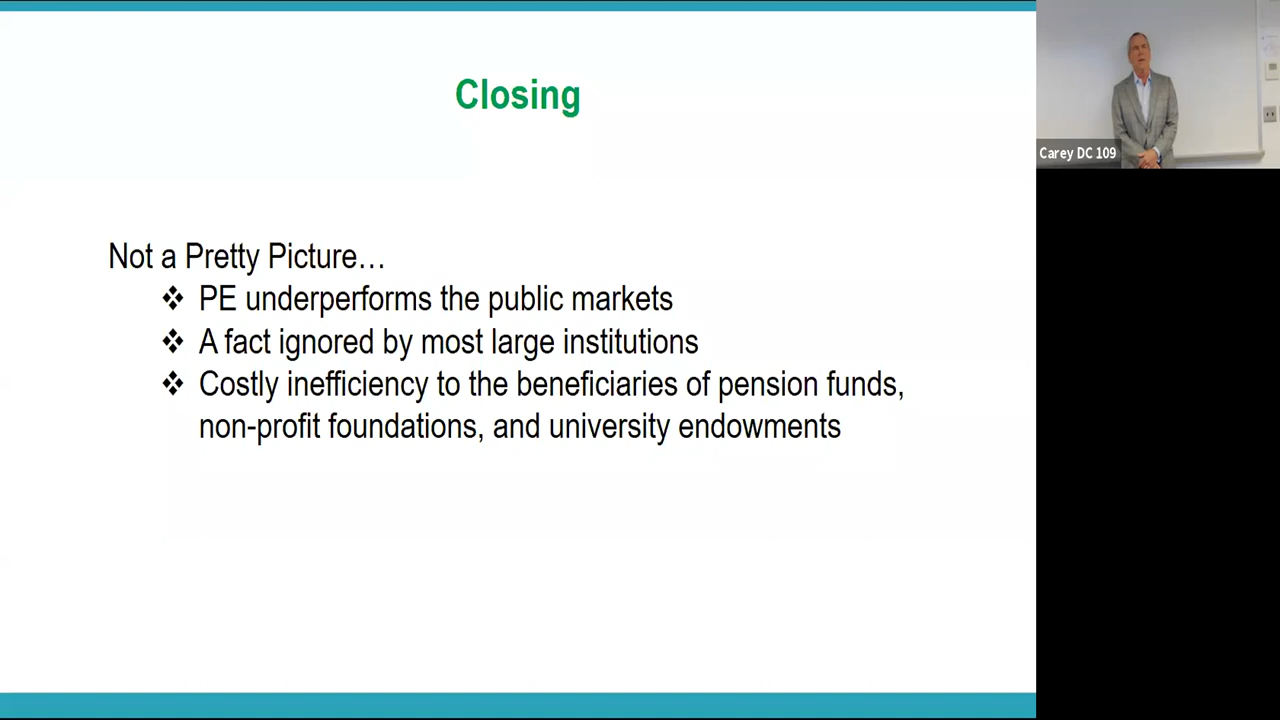 Closing
Not a Pretty Picture…
❖ PE underperforms the public markets
❖ A fact ignored by most large institutions
❖ Costly inefficiency to the beneficiaries of pension funds,
non-profit foundations, and university endowments
Carey DC 109